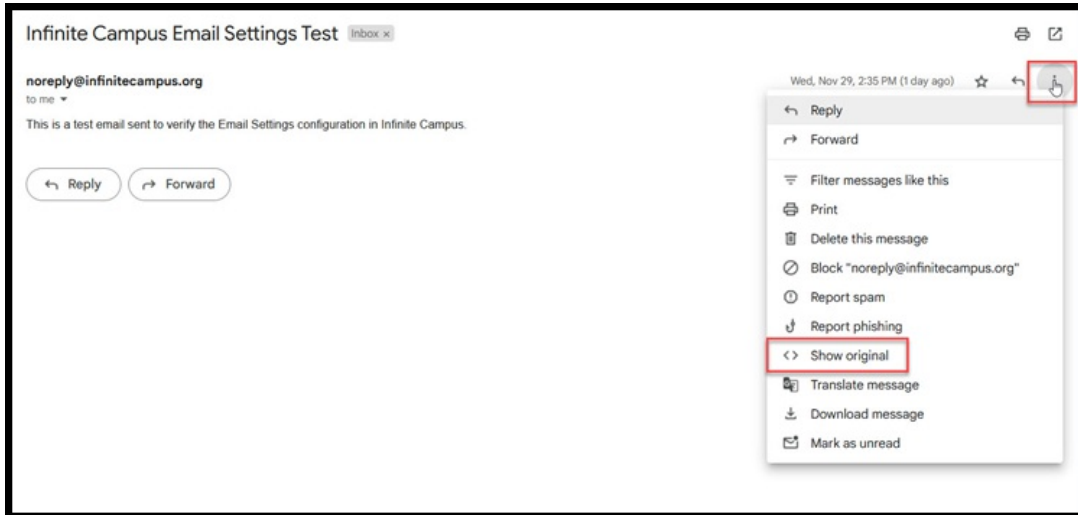 Infinite Campus Email Settings Test Inbox ×
noreply@infinitecampus.org Wed, Nov 29, 2:35 PM (1 day ago)
to me
This is a test email sent to verify the Email Settings configuration in Infinite Campus.
Reply Forward
Reply
Forward
Filter messages like this
Print
Delete this message
Block "noreply@infinitecampus.org"
Report spam
Report phishing
Show original
Translate message
Download message
Mark as unread